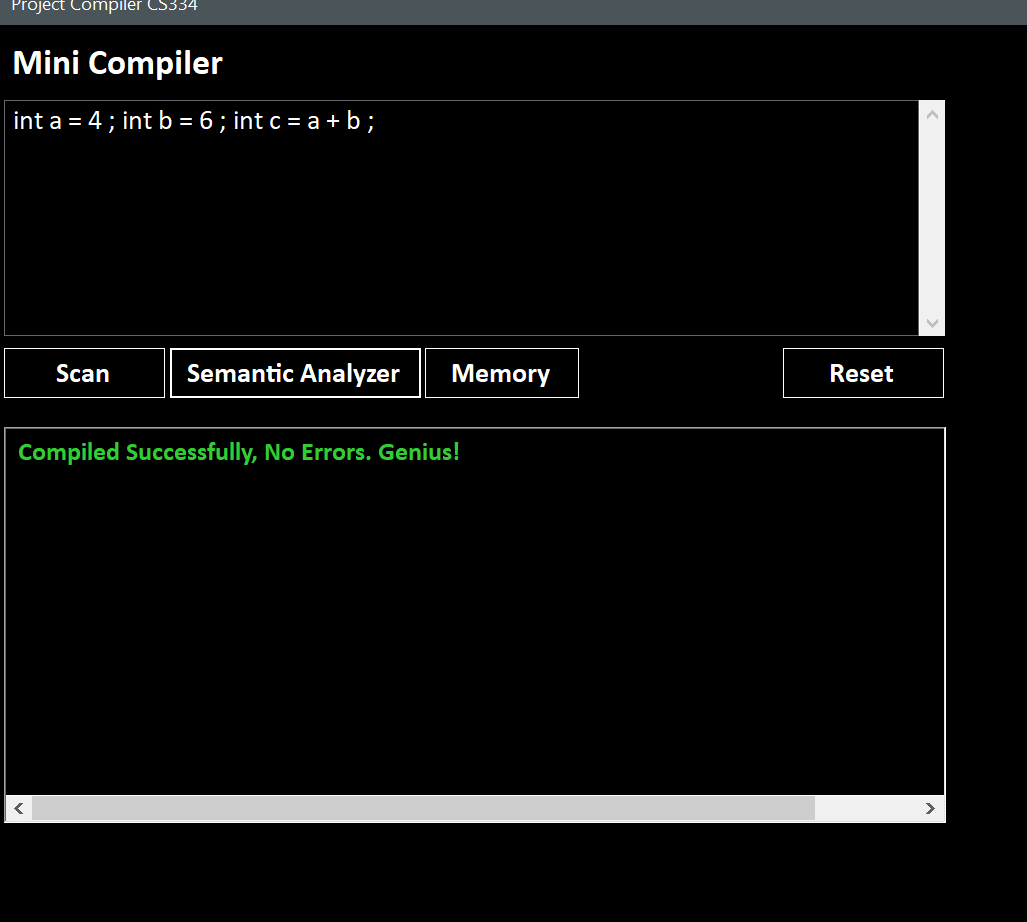 Project Compiler CS334
Mini Compiler
int a = 4 ; int b = 6 ; int c = a + b ;
Scan
Semantic Analyzer
Memory
Reset
Compiled Successfully, No Errors. Genius!